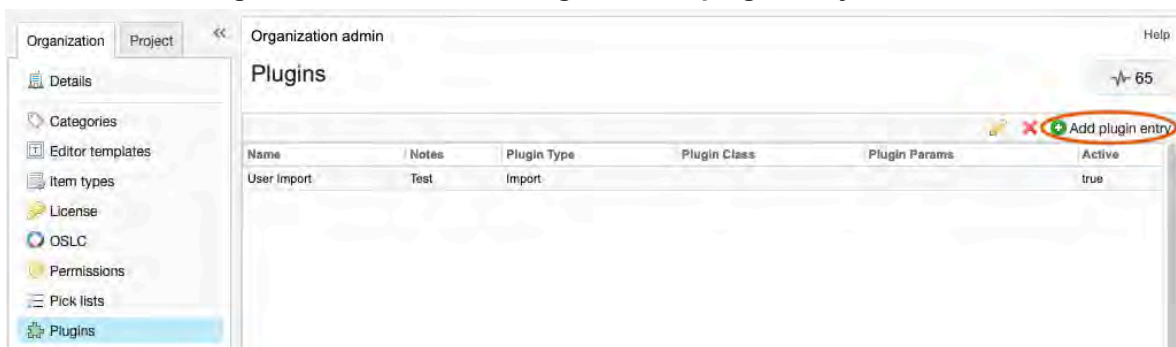 Organization Project «
Details
Categories
Editor templates
Item types
License
OSLC
Permissions
Pick lists
Plugins
Organization admin Help
Plugins 65
Add plugin entry
Name Notes Plugin Type Plugin Class Plugin Params Active
User Import Test Import true